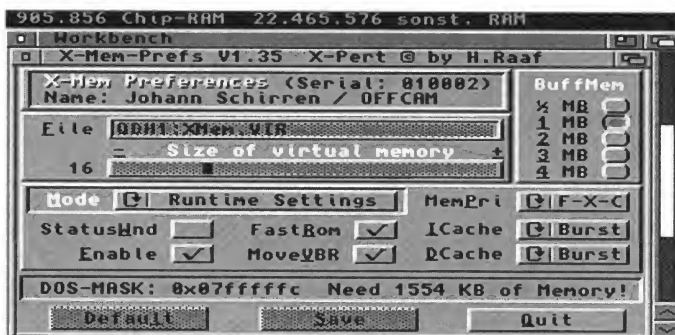 905.856 Chip-RAM 22.465.576 sonst. RAM
Workbench
X-Mem-Prefs V1.35 X-Pert © by H.Raaf
X-Mem Preferences (Serial: 010002)
Name: Johann Schirren / OFFCAM
BuffMem
½ MB
1 MB
2 MB
3 MB
4 MB
File QDH1:XMem.VIR
- Size of virtual memory +
16
Mode Runtime Settings
MemPri F-X-C
StatusWnd FastRom ICache Burst
Enable MoveVBR DCache Burst
DOS-MASK: 0x07fffffc Need 1554 KB of Memory!
Default Save Quit